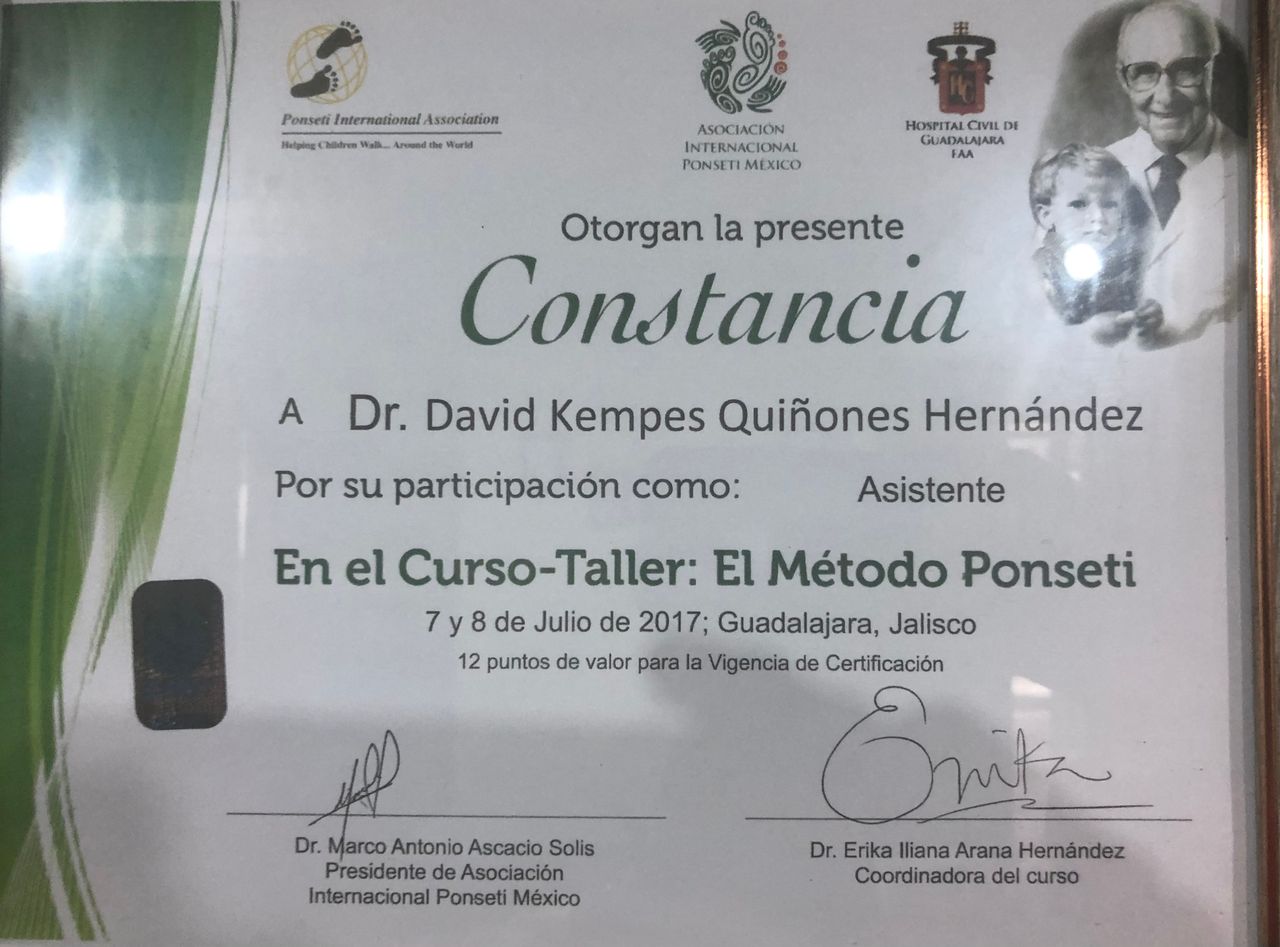 Ponseti International Association
Helping Children Walk... Around the World
ASOCIACIÓN
INTERNACIONAL
PONSETI MÉXICO
HOSPITAL CIVIL DE
GUADALAJARA
FAA
Otorgan la presente
Constancia
A Dr. David Kempes Quiñones Hernández
Por su participación como: Asistente
En el Curso-Taller: El Método Ponseti
7 y 8 de Julio de 2017; Guadalajara, Jalisco
12 puntos de valor para la Vigencia de Certificación
Erika
Dr. Marco Antonio Ascacio Solis
Presidente de Asociación
Internacional Ponseti México
Dr. Erika Iliana Arana Hernández
Coordinadora del curso